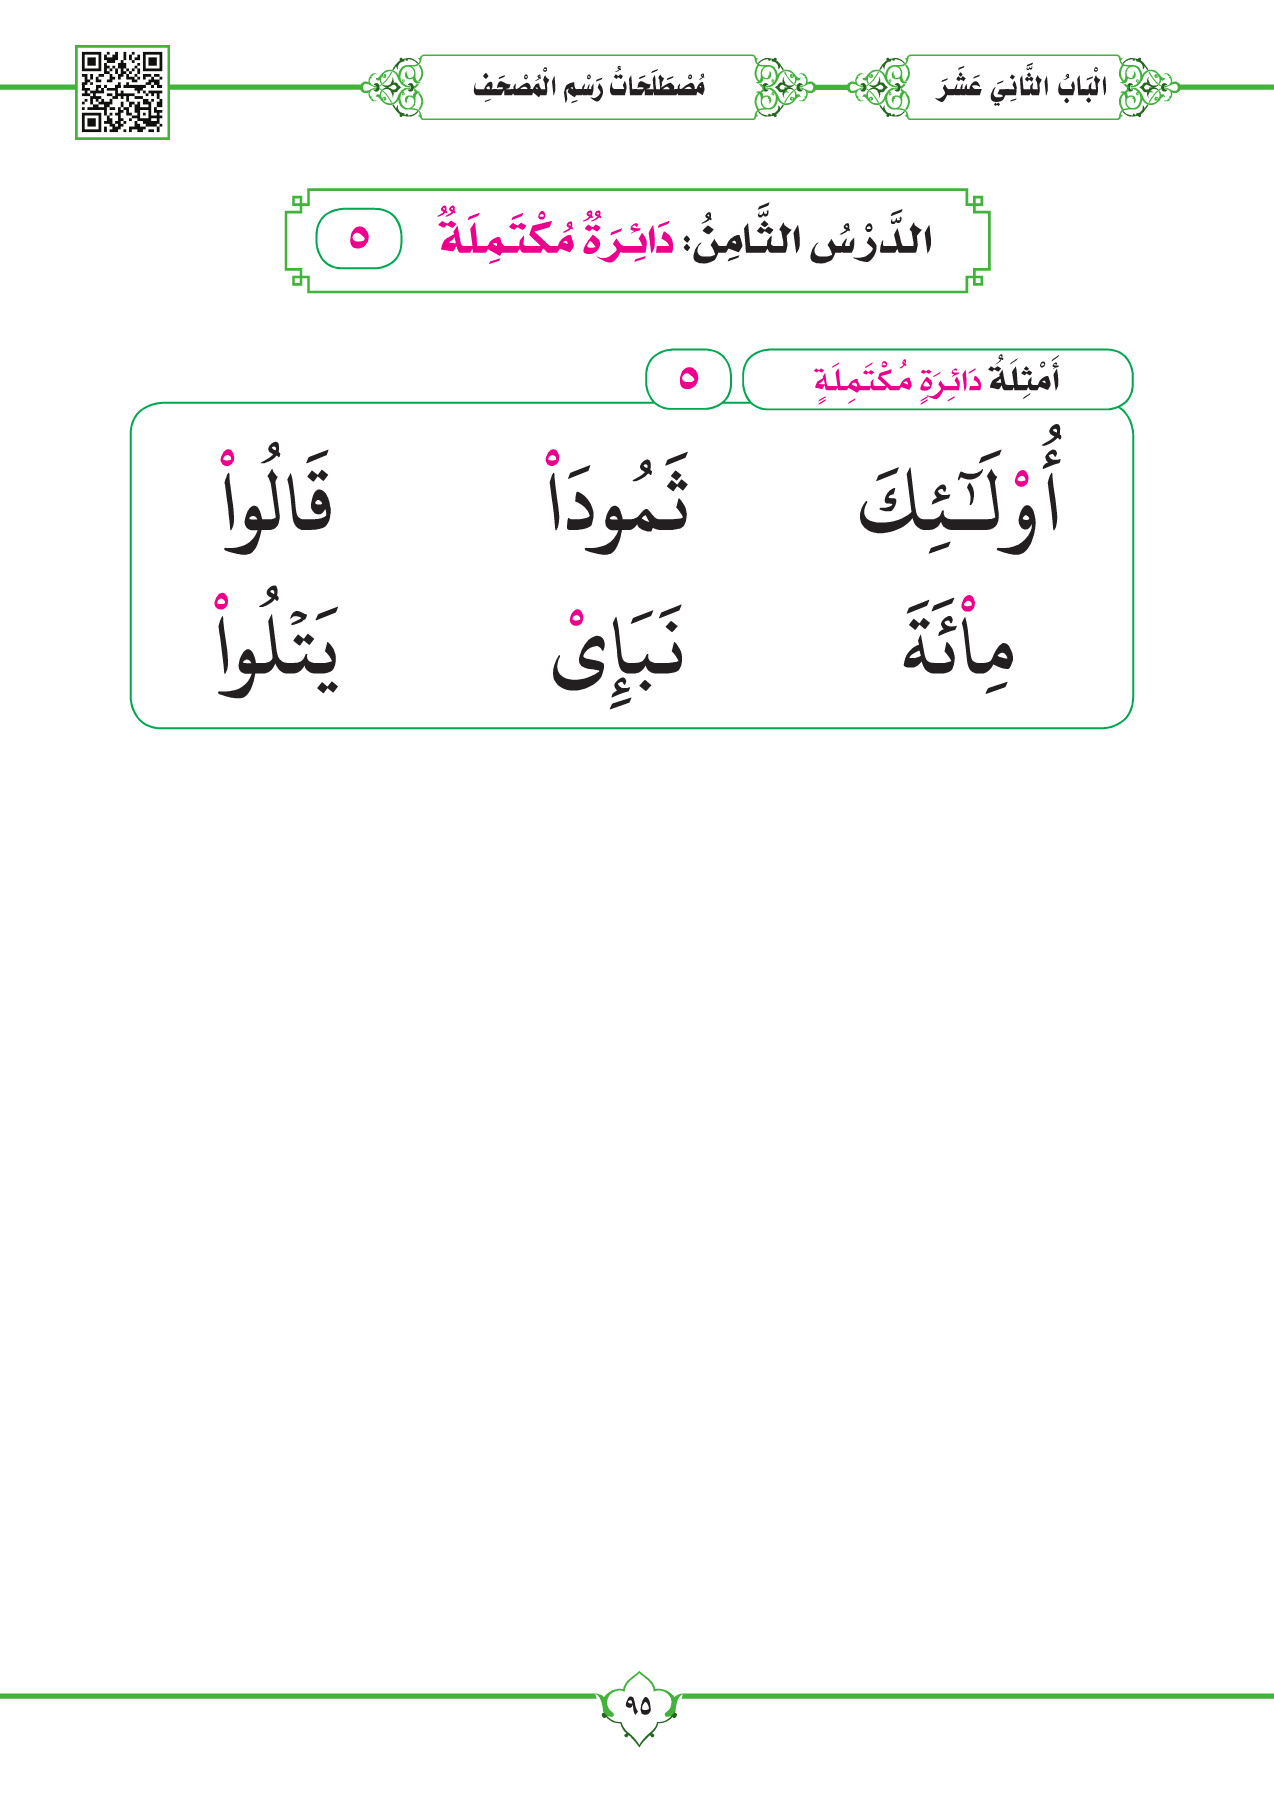 الْبَابُ الثَّانِيَ عَشَرَ مُصْطَلَحَاتُ رَسْمِ الْمُصْحَفِ
الدَّرْسُ الثَّامِنُ: دَائِرَةٌ مُكْتَمِلَةٌ ٥
أَمْثِلَةُ دَائِرَةٍ مُكْتَمِلَةٍ ٥
أُوْلَـٰٓئِكَ ثَمُودَاْ قَالُواْ
مِاْئَةَ نَبَإِىْ يَتۡلُواْ
٩٥